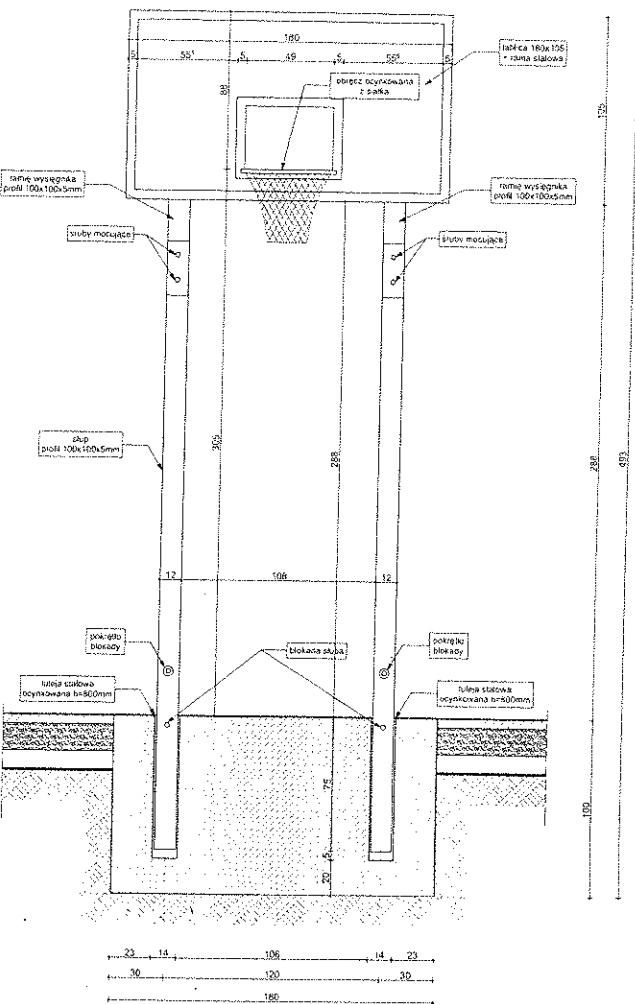 180
5 55⁵ 5 49 5 55⁵ 5
tablica 180x105
+ rama stalowa
obręcz ocynkowana
z siatką
88
105
ramię wysięgnika
profil 100x100x5mm
ramię wysięgnika
profil 100x100x5mm
śruby mocujące
śruby mocujące
słup
profil 100x100x5mm
305
288
288
493
12 108 12
pokrętło
blokady
blokada słupa
pokrętło
blokady
tuleja stalowa
ocynkowana h=800mm
tuleja stalowa
ocynkowana h=800mm
75
100
5
20
23 14 106 14 23
30 120 30
180